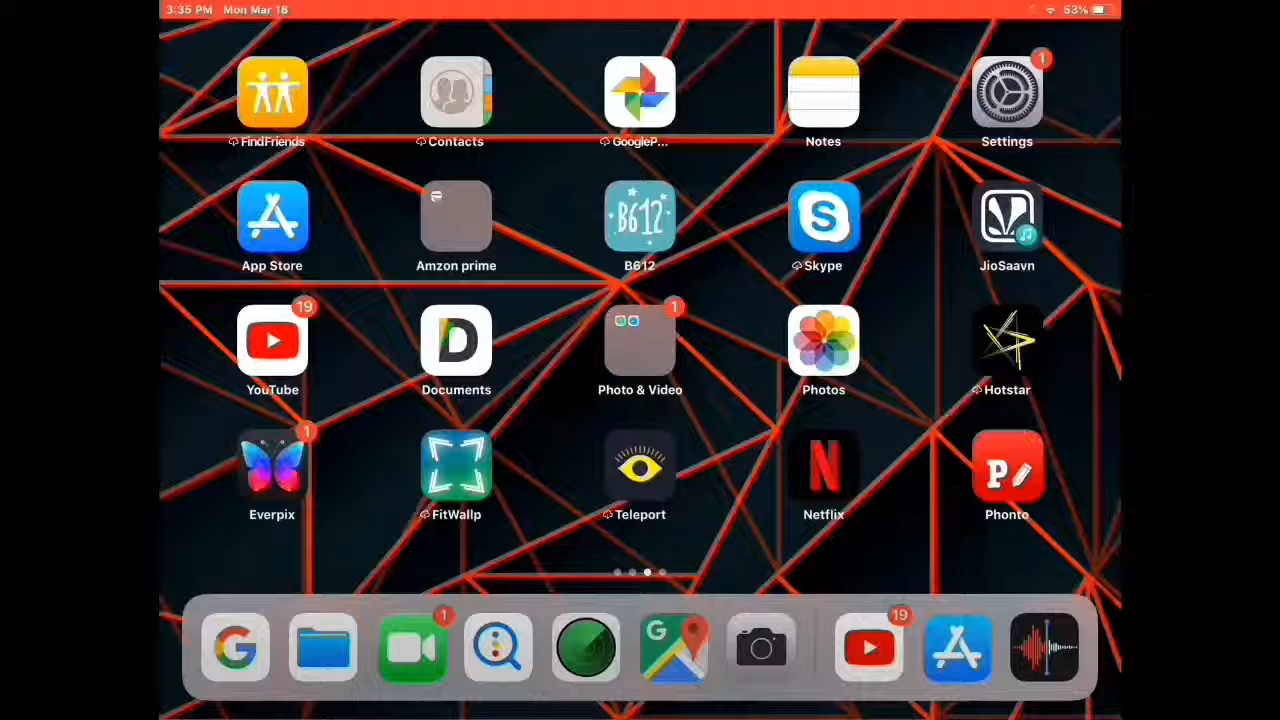 3:35 PM Mon Mar 18 53%
1
FindFriends Contacts GoogleP... Notes Settings
B612
App Store Amzon prime B612 Skype JioSaavn
19 1
D
YouTube Documents Photo & Video Photos Hotstar
1
N P
Everpix FitWallp Teleport Netflix Phonto
1 19
G G